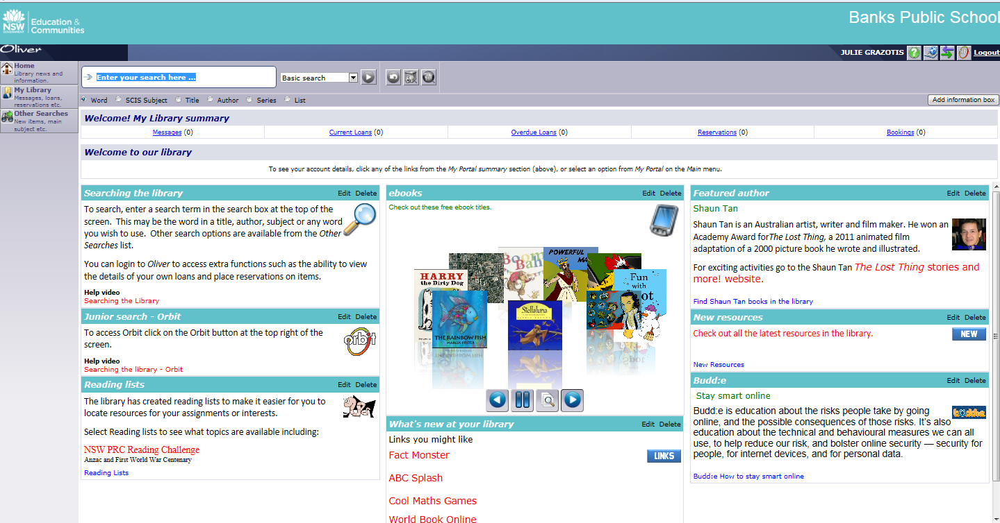 NSW
GOVERNMENT
Education &
Communities
Banks Public School
Oliver
JULIE GRAZOTIS
Logout
Home
Library news and
information.
My Library
Messages, loans,
reservations etc.
Other Searches
New items, main
subject etc.
Enter your search here ...
Basic search
Word SCIS Subject Title Author Series List
Add information box
Welcome! My Library summary
Messages (0) Current Loans (0) Overdue Loans (0) Reservations (0) Bookings (0)
Welcome to our library
To see your account details, click any of the links from the My Portal summary section (above), or select an option from My Portal on the Main menu.
Searching the library Edit Delete
To search, enter a search term in the search box at the top of the
screen. This may be the word in a title, author, subject or any word
you wish to use. Other search options are available from the Other
Searches list.
You can login to Oliver to access extra functions such as the ability to view
the details of your own loans and place reservations on items.
Help video
Searching the Library
Junior search - Orbit Edit Delete
To access Orbit click on the Orbit button at the top right of the
screen.
orbit
Help video
Searching the library - Orbit
Reading lists Edit Delete
The library has created reading lists to make it easier for you to
locate resources for your assignments or interests.
Select Reading lists to see what topics are available including:
NSW PRC Reading Challenge
Anzac and First World War Centenary
Reading Lists
ebooks Edit Delete
Check out these free ebook titles.
HARRY
the Dirty Dog
POWERFUL
Fun
with
THE RAINBOW FISH
MARCUS PFISTER
Stellaluna
What's new at your library Edit Delete
Links you might like
LINKS
Fact Monster
ABC Splash
Cool Maths Games
World Book Online
Featured author Edit Delete
Shaun Tan
Shaun Tan is an Australian artist, writer and film maker. He won an
Academy Award forThe Lost Thing, a 2011 animated film
adaptation of a 2000 picture book he wrote and illustrated.
For exciting activities go to the Shaun Tan The Lost Thing stories and
more! website.
Find Shaun Tan books in the library
New resources Edit Delete
Check out all the latest resources in the library.
NEW
New Resources
Budd:e Edit Delete
Stay smart online
budd:e
Budd:e is education about the risks people take by going
online, and the possible consequences of those risks. It's also
education about the technical and behavioural measures we can all
use, to help reduce our risk, and bolster online security — security for
people, for internet devices, and for personal data.
Budd:e How to stay smart online